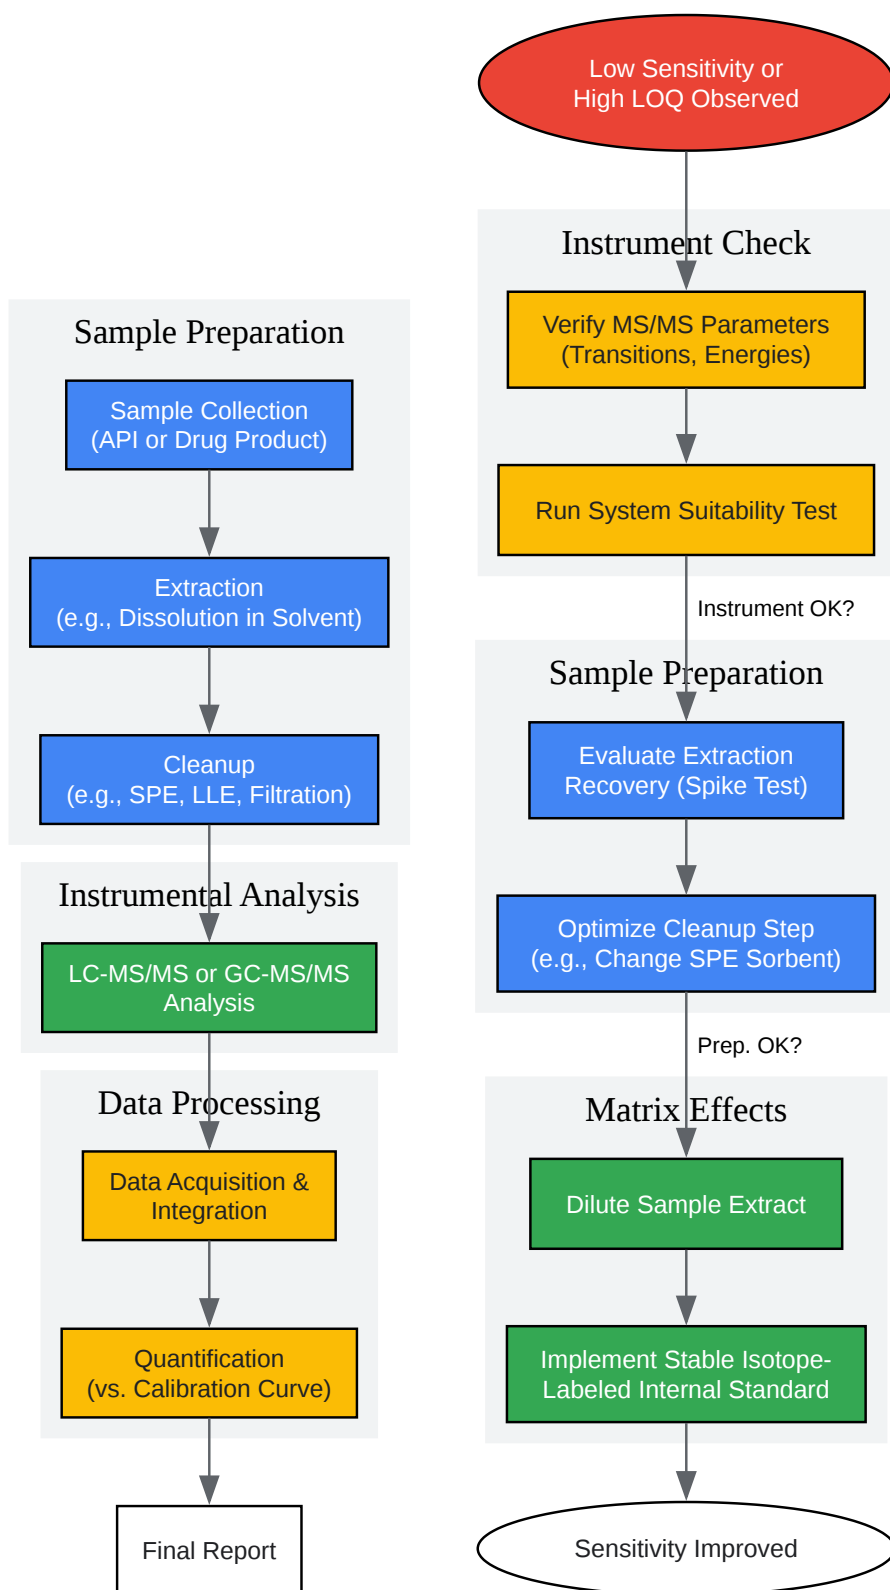 Sample Preparation
Sample Collection
(API or Drug Product)
Extraction
(e.g., Dissolution in Solvent)
Cleanup
(e.g., SPE, LLE, Filtration)
Instrumental Analysis
LC-MS/MS or GC-MS/MS
Analysis
Data Processing
Data Acquisition &
Integration
Quantification
(vs. Calibration Curve)
Final Report
Low Sensitivity or
High LOQ Observed
Instrument Check
Verify MS/MS Parameters
(Transitions, Energies)
Run System Suitability Test
Instrument OK?
Sample Preparation
Evaluate Extraction
Recovery (Spike Test)
Optimize Cleanup Step
(e.g., Change SPE Sorbent)
Prep. OK?
Matrix Effects
Dilute Sample Extract
Implement Stable Isotope-
Labeled Internal Standard
Sensitivity Improved